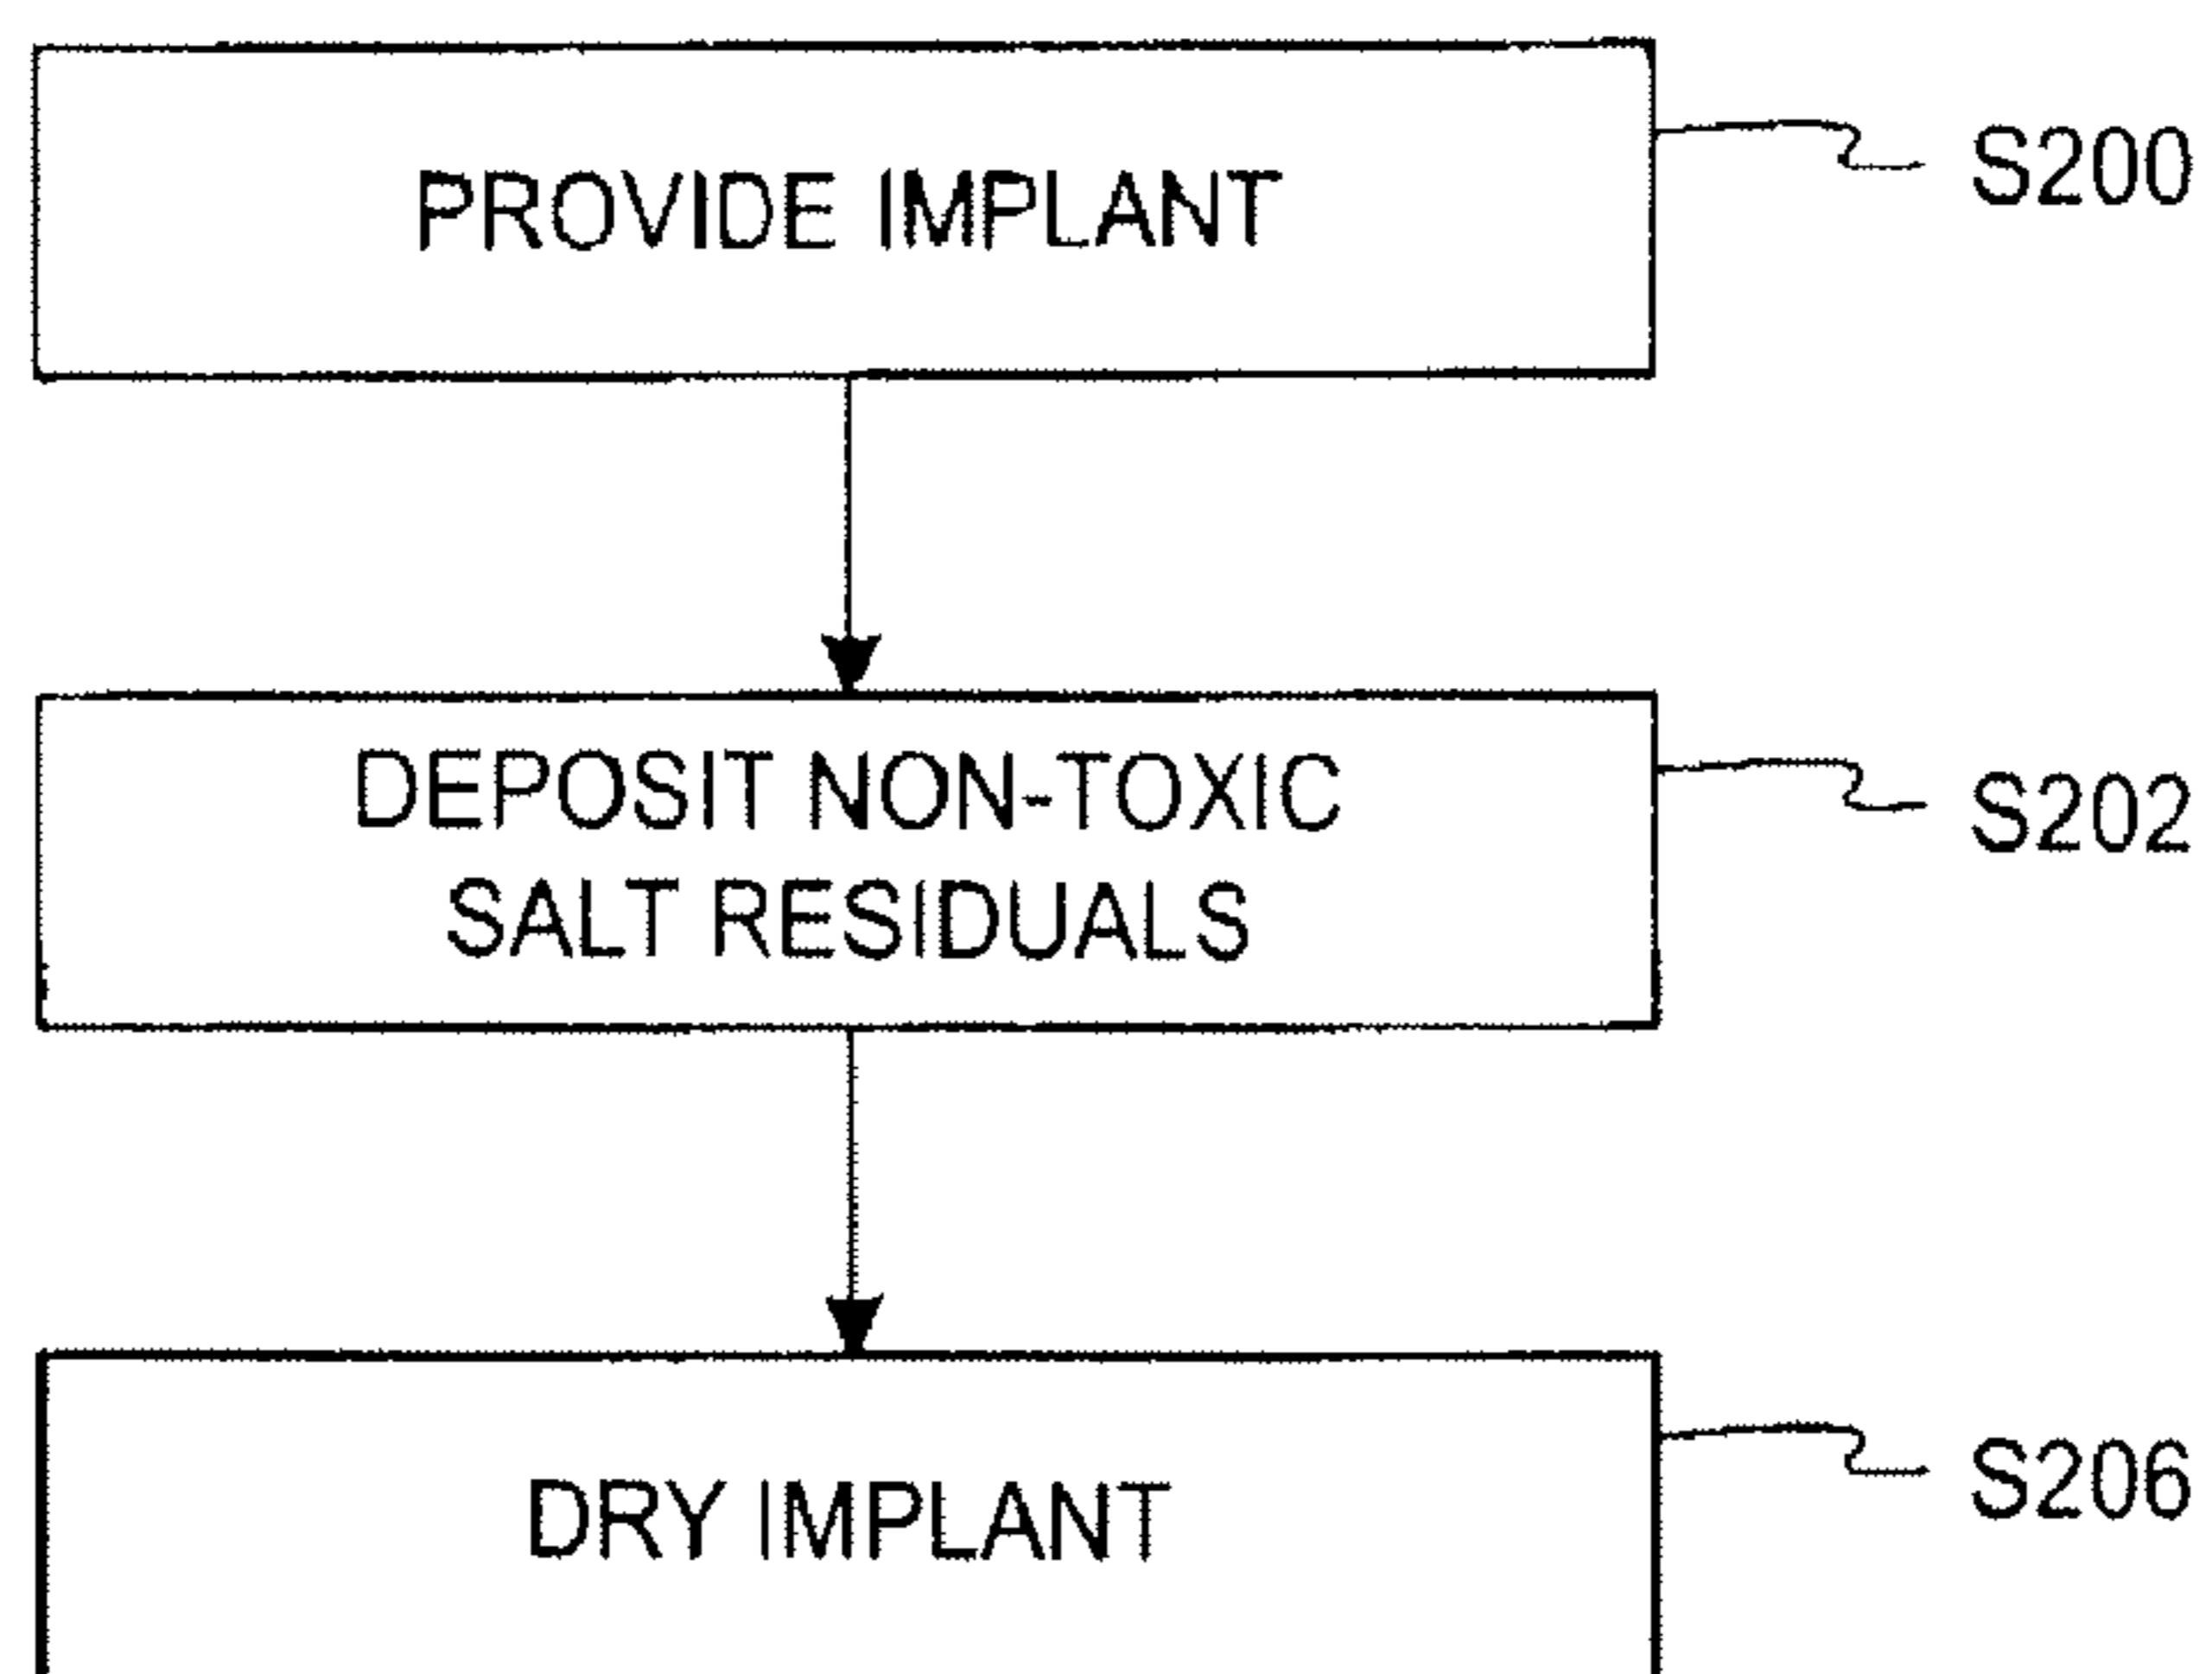 PROVIDE IMPLANT
S200
DEPOSIT NON-TOXIC
SALT RESIDUALS
S202
DRY IMPLANT
S206